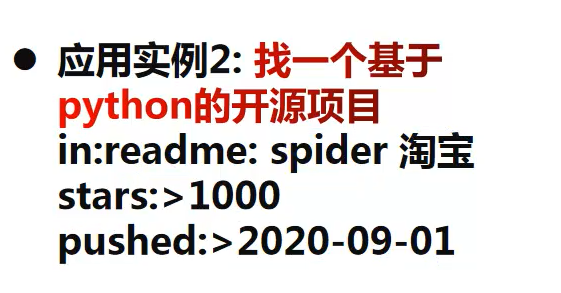 ● 应用实例2: 找一个基于
python的开源项目
in:readme: spider 淘宝
stars:>1000
pushed:>2020-09-01